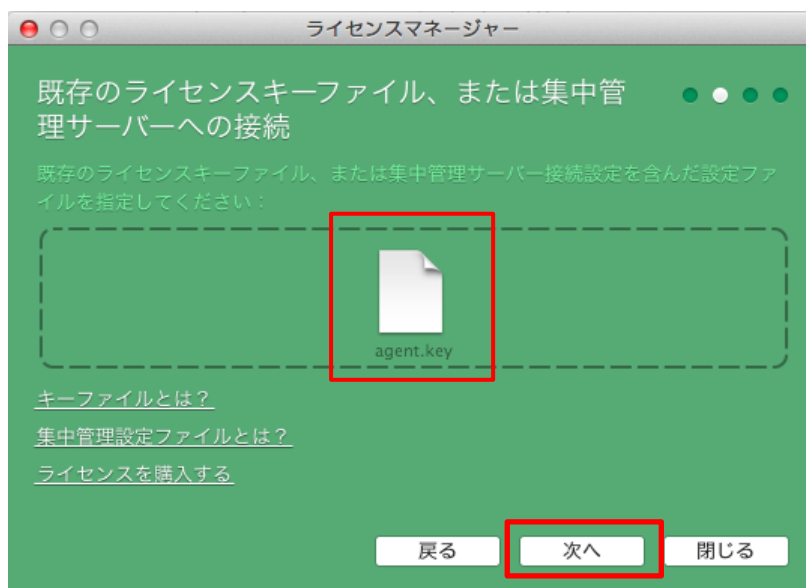 ライセンスマネージャー
既存のライセンスキーファイル、または集中管
理サーバーへの接続
既存のライセンスキーファイル、または集中管理サーバー接続設定を含んだ設定ファ
イルを指定してください：
agent.key
キーファイルとは？
集中管理設定ファイルとは？
ライセンスを購入する
戻る
次へ
閉じる